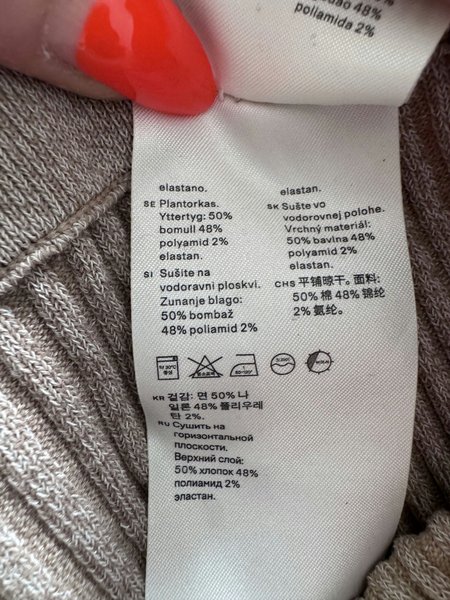 48%
poliamida 2%
elastano.
SE Plantorkas.
Yttertyg: 50%
bomull 48%
polyamid 2%
elastan.
SI Sušite na
vodoravni ploskvi.
Zunanje blago:
50% bombaž
48% poliamid 2%
elastan.
SK Sušte vo
vodorovnej polohe.
Vrchný materiál:
50% bavlna 48%
polyamid 2%
elastan.
CHS 平铺晾干。面料:
50% 棉 48% 锦纶
2% 氨纶。
KR 겉감: 면 50% 나
일론 48% 폴리우레
탄 2%.
RU Сушить на
горизонтальной
плоскости.
Верхний слой:
50% хлопок 48%
полиамид 2%
эластан.